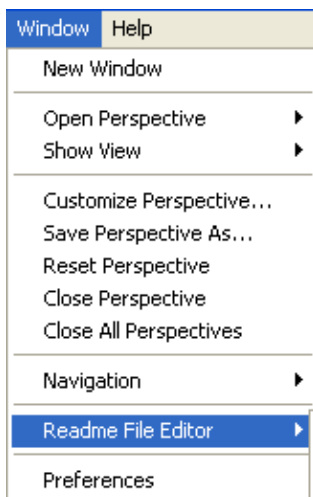 Window Help
New Window
Open Perspective
Show View
Customize Perspective...
Save Perspective As...
Reset Perspective
Close Perspective
Close All Perspectives
Navigation
Readme File Editor
Preferences